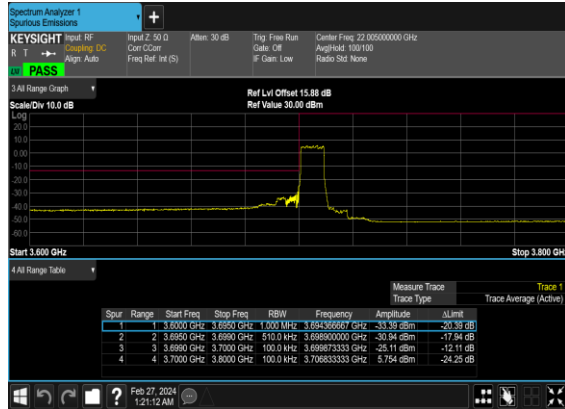 Spectrum Analyzer 1
Spurious Emissions
KEYSIGHT Input: RF Input Z: 50 Ω Atten: 30 dB Trig: Free Run Center Freq: 22.005000000 GHz
R T Coupling: DC Corr CCorr Gate: Off Avg|Hold: 100/100
Align: Auto Freq Ref: Int (S) IF Gain: Low Radio Std: None
PASS
3 All Range Graph Ref Lvl Offset 15.88 dB
Scale/Div 10.0 dB Ref Value 30.00 dBm
Log
20.0
10.0
0.00
-10.0
-20.0
-30.0
-40.0
-50.0
-60.0
Start 3.600 GHz Stop 3.800 GHz
4 All Range Table
Measure Trace Trace 1
Trace Type Trace Average (Active)
Spur Range Start Freq Stop Freq RBW Frequency Amplitude ΔLimit
1 1 3.6000 GHz 3.6950 GHz 1.000 MHz 3.694366667 GHz -33.39 dBm -20.39 dB
2 2 3.6950 GHz 3.6990 GHz 510.0 kHz 3.698900000 GHz -30.94 dBm -17.94 dB
3 3 3.6990 GHz 3.7000 GHz 100.0 kHz 3.699873333 GHz -25.11 dBm -12.11 dB
4 4 3.7000 GHz 3.8000 GHz 100.0 kHz 3.706833333 GHz 5.754 dBm -24.25 dB
? Feb 27, 2024
1:21:12 AM